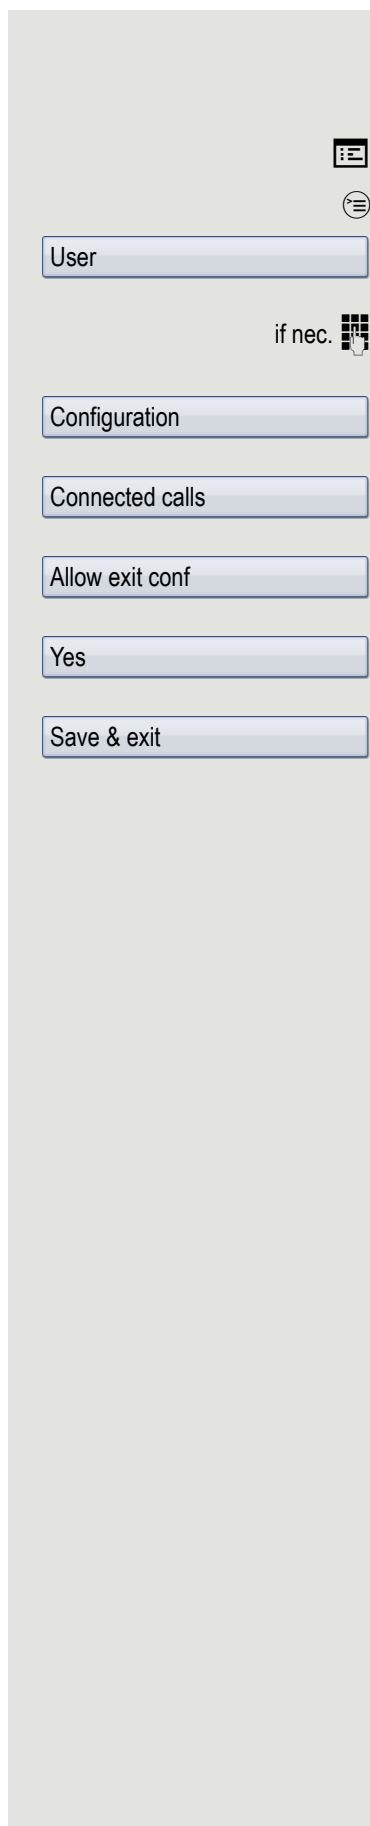 User
if nec.
Configuration
Connected calls
Allow exit conf
Yes
Save & exit